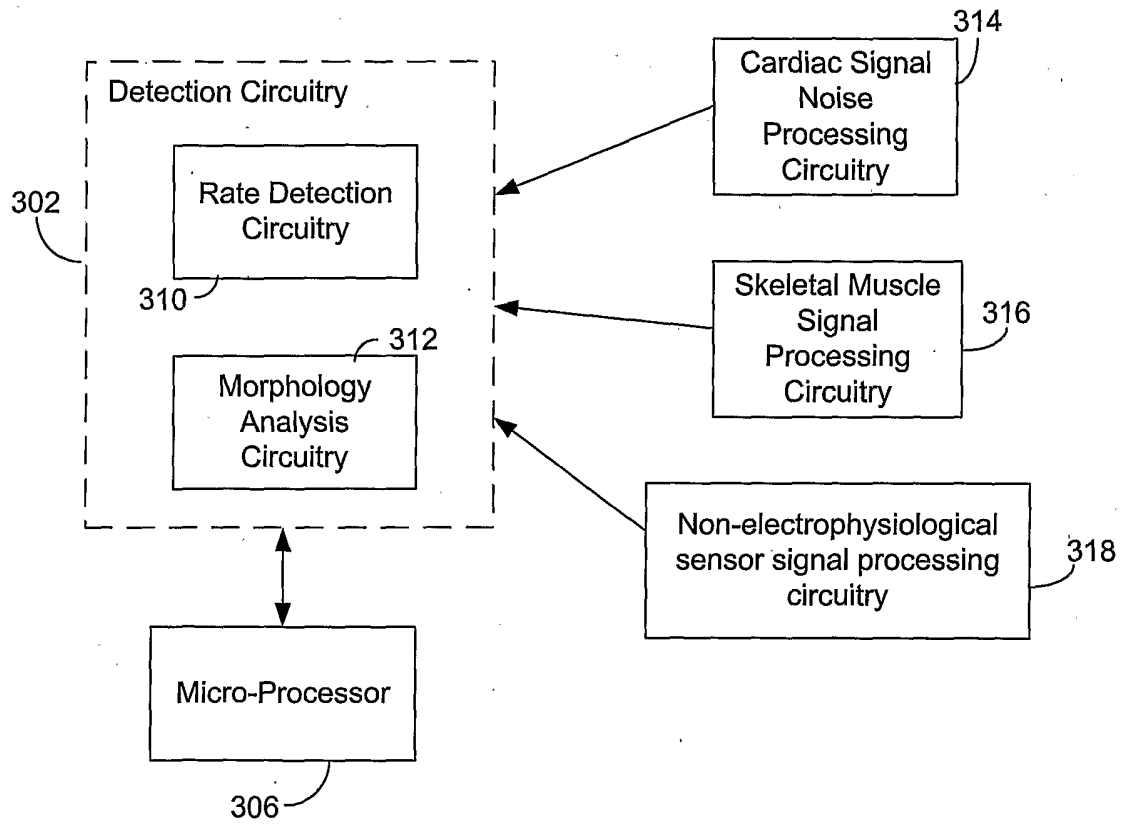 314
Cardiac Signal
Noise
Processing
Circuitry
Detection Circuitry
302
Rate Detection
Circuitry
310
Skeletal Muscle
Signal
Processing
Circuitry
316
312
Morphology
Analysis
Circuitry
Non-electrophysiological
sensor signal processing
circuitry
318
Micro-Processor
306